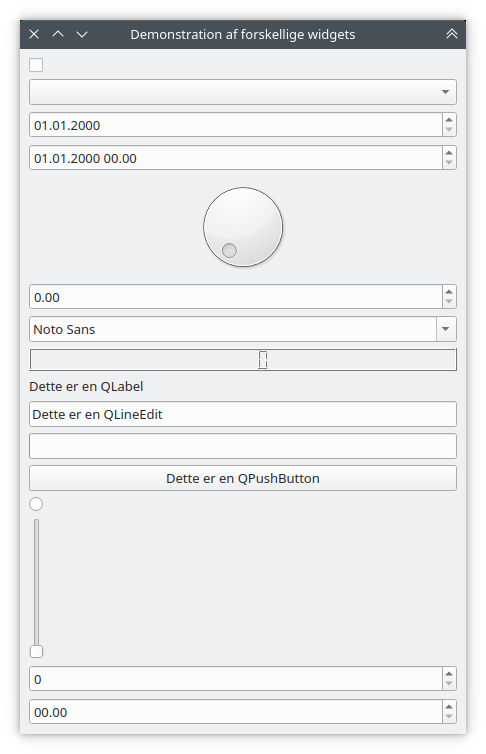 Demonstration af forskellige widgets
01.01.2000
01.01.2000 00.00
0.00
Noto Sans
Dette er en QLabel
Dette er en QLineEdit
Dette er en QPushButton
0
00.00